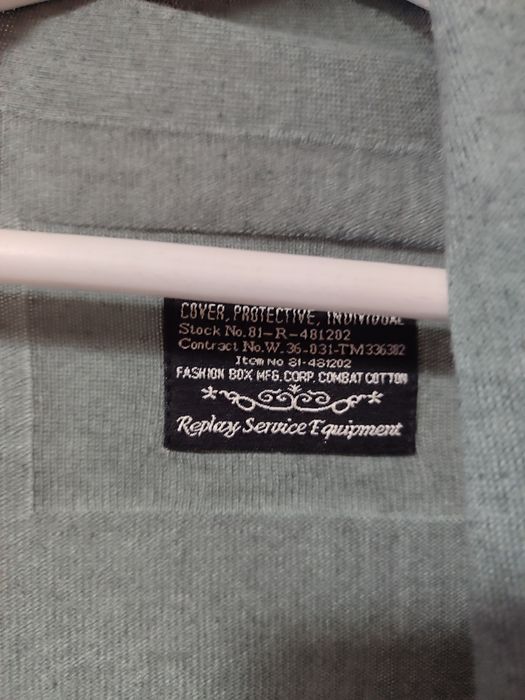 COVER, PROTECTIVE, INDIVIDUAL
Stock No. 81-R-481202
Contract No. W. 36-031-TM336382
Item No 81-481202
FASHION BOX MFG. CORP. COMBAT COTTON
Replay Service Equipment